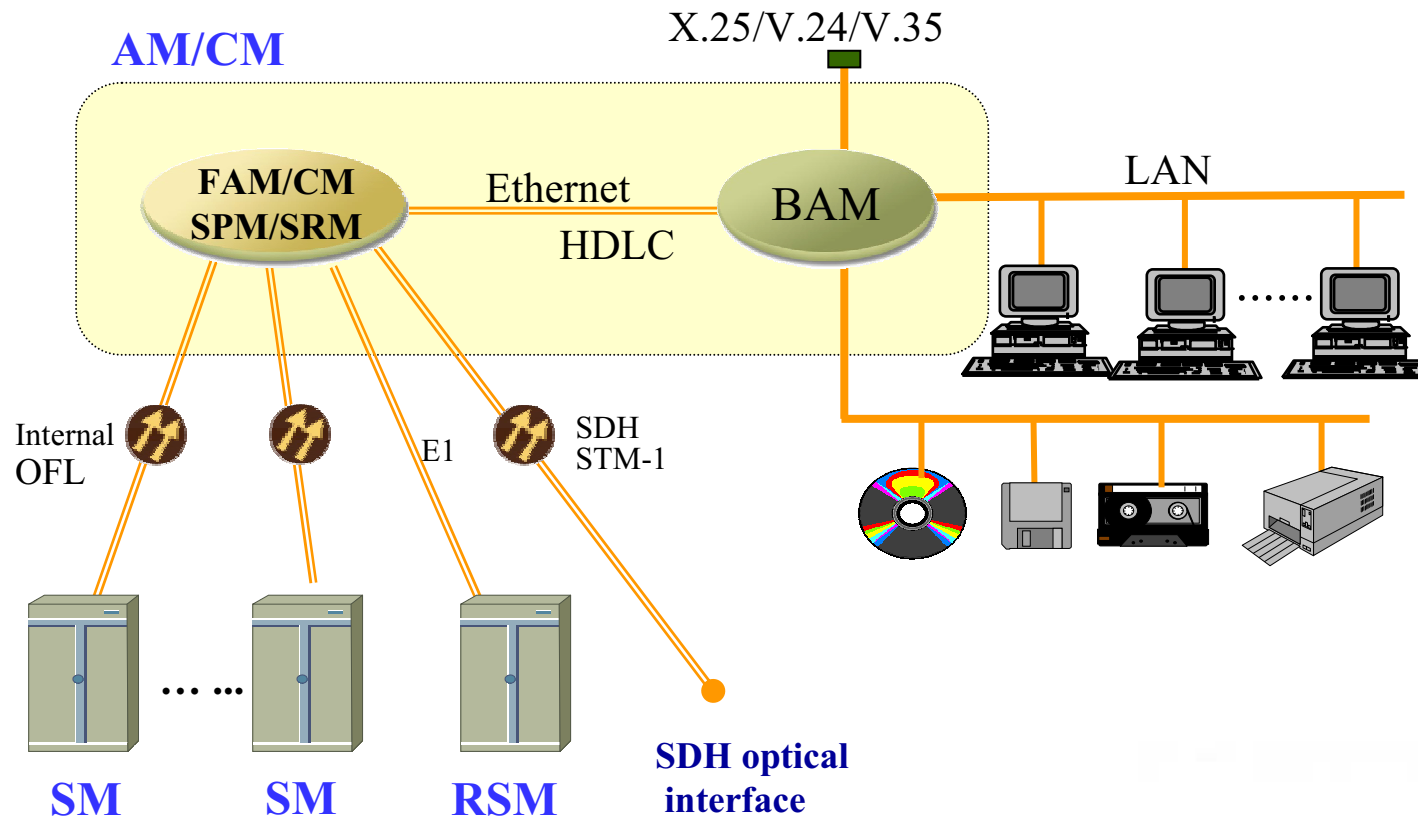 X.25/V.24/V.35
AM/CM
FAM/CM
SPM/SRM
Ethernet
HDLC
BAM
LAN
Internal
OFL
E1
SDH
STM-1
SM
SM
RSM
SDH optical
interface